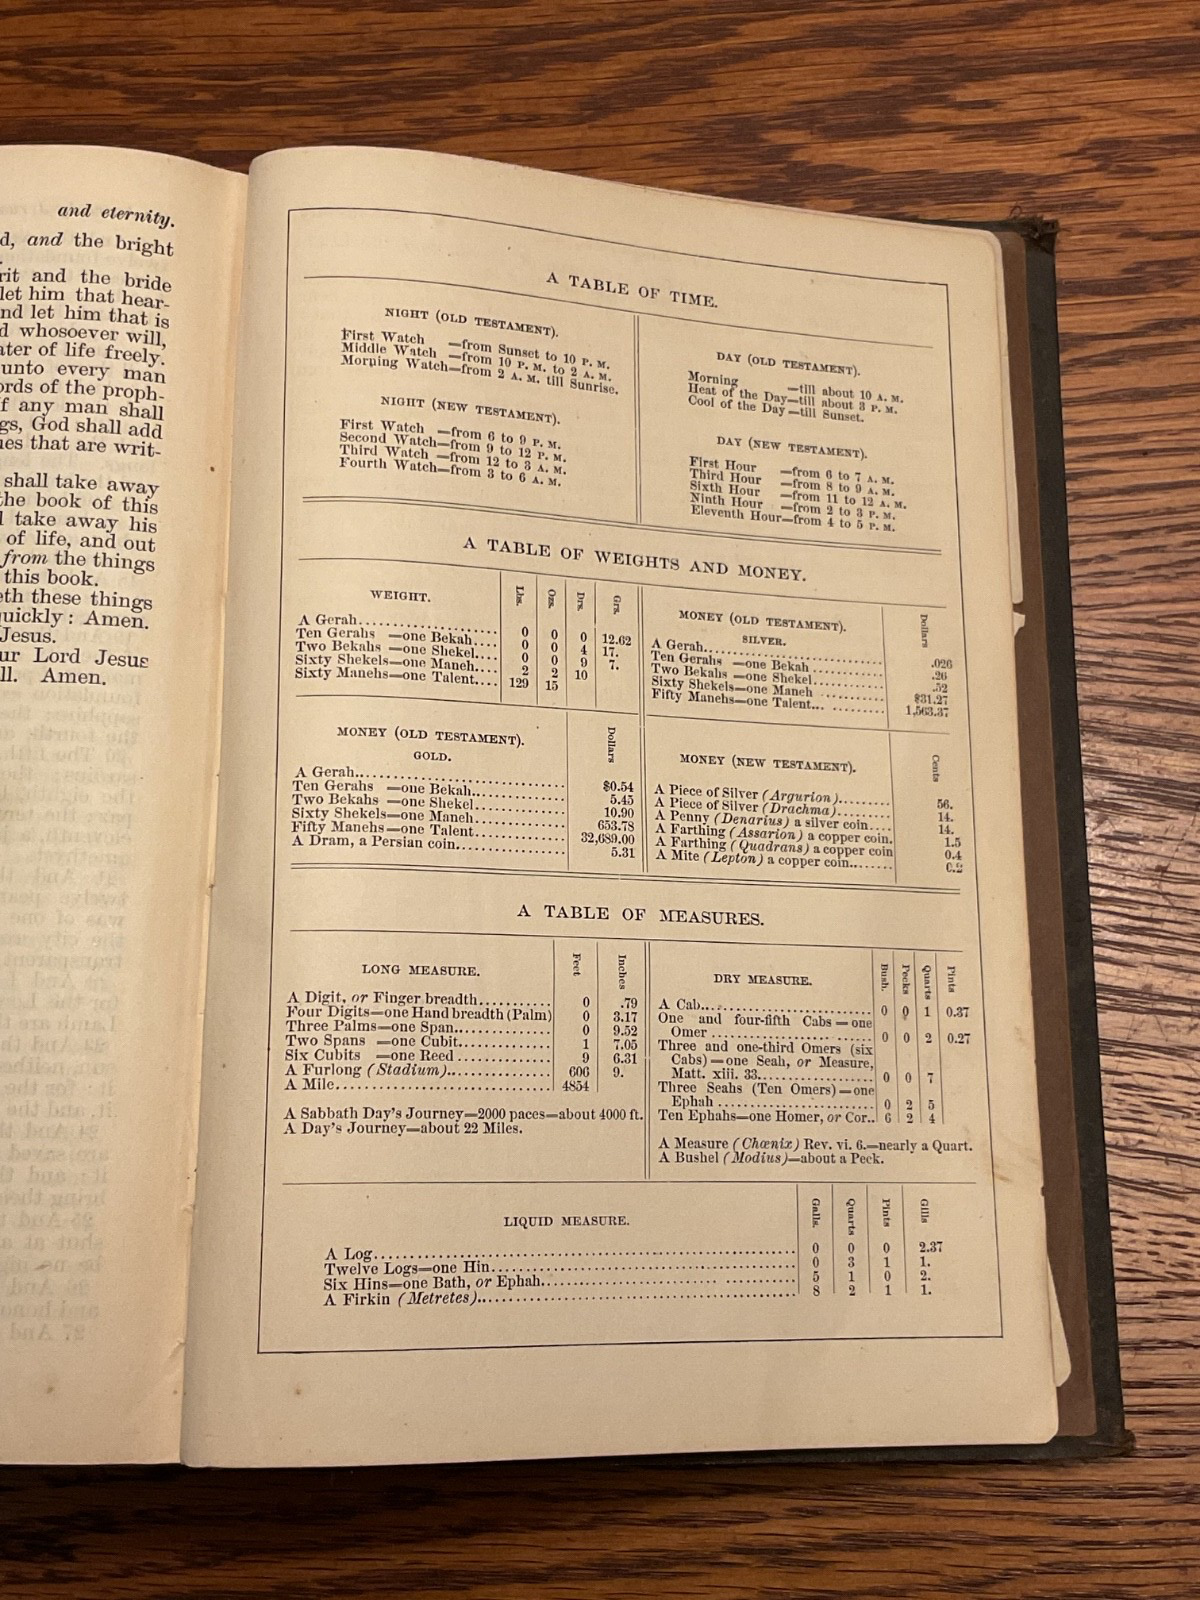 and eternity.
d, and the bright
rit and the bride
let him that hear-
nd let him that is
d whosoever will,
ater of life freely.
unto every man
ords of the proph-
f any man shall
gs, God shall add
ues that are writ-
shall take away
the book of this
l take away his
of life, and out
from the things
this book.
eth these things
quickly: Amen.
Jesus.
ur Lord Jesus
ll. Amen.
A TABLE OF TIME.
NIGHT (OLD TESTAMENT).
First Watch —from Sunset to 10 P. M.
Middle Watch —from 10 P. M. to 2 A. M.
Morning Watch—from 2 A. M. till Sunrise.
NIGHT (NEW TESTAMENT).
First Watch —from 6 to 9 P. M.
Second Watch—from 9 to 12 P. M.
Third Watch —from 12 to 3 A. M.
Fourth Watch—from 3 to 6 A. M.
DAY (OLD TESTAMENT).
Morning —till about 10 A. M.
Heat of the Day—till about 3 P. M.
Cool of the Day—till Sunset.
DAY (NEW TESTAMENT).
First Hour —from 6 to 7 A. M.
Third Hour —from 8 to 9 A. M.
Sixth Hour —from 11 to 12 A. M.
Ninth Hour —from 2 to 3 P. M.
Eleventh Hour—from 4 to 5 P. M.
A TABLE OF WEIGHTS AND MONEY.
WEIGHT. Lbs. Ozs. Drs. Grs.
A Gerah.......... 0 0 0 12.62
Ten Gerahs —one Bekah.... 0 0 4 17.
Two Bekahs —one Shekel.... 0 0 9 7.
Sixty Shekels—one Maneh.... 2 2 10
Sixty Manehs—one Talent.... 129 15
MONEY (OLD TESTAMENT). Dollars
SILVER.
A Gerah.......... .026
Ten Gerahs —one Bekah .......... .26
Two Bekahs —one Shekel.......... .52
Sixty Shekels—one Maneh .......... $31.27
Fifty Manehs—one Talent... .......... 1,563.37
MONEY (OLD TESTAMENT). Dollars
GOLD.
A Gerah.......... $0.54
Ten Gerahs —one Bekah.......... 5.45
Two Bekahs —one Shekel.......... 10.90
Sixty Shekels—one Maneh.......... 653.78
Fifty Manehs—one Talent.......... 32,689.00
A Dram, a Persian coin.......... 5.31
MONEY (NEW TESTAMENT). Cents
A Piece of Silver (Argurion).......... 56.
A Piece of Silver (Drachma).......... 14.
A Penny (Denarius) a silver coin.... 14.
A Farthing (Assarion) a copper coin. 1.5
A Farthing (Quadrans) a copper coin 0.4
A Mite (Lepton) a copper coin........ 0.2
A TABLE OF MEASURES.
LONG MEASURE. Feet Inches
A Digit, or Finger breadth.......... 0 .79
Four Digits—one Hand breadth (Palm) 0 3.17
Three Palms—one Span.......... 0 9.52
Two Spans —one Cubit.......... 1 7.05
Six Cubits —one Reed .......... 9 6.31
A Furlong (Stadium).......... 606 9.
A Mile.......... 4854
A Sabbath Day's Journey—2000 paces—about 4000 ft.
A Day's Journey—about 22 Miles.
DRY MEASURE. Bush. Pecks Quarts Pints
A Cab.......... 0 0 1 0.37
One and four-fifth Cabs—one
Omer .......... 0 0 2 0.27
Three and one-third Omers (six
Cabs)—one Seah, or Measure,
Matt. xiii. 33.......... 0 0 7
Three Seahs (Ten Omers)—one
Ephah .......... 0 2 5
Ten Ephahs—one Homer, or Cor.. 6 2 4
A Measure (Chœnix) Rev. vi. 6.—nearly a Quart.
A Bushel (Modius)—about a Peck.
LIQUID MEASURE. Galls. Quarts Pints Gills
A Log.......... 0 0 0 2.37
Twelve Logs—one Hin.......... 0 3 1 1.
Six Hins—one Bath, or Ephah.......... 5 1 0 2.
A Firkin (Metretes).......... 8 2 1 1.